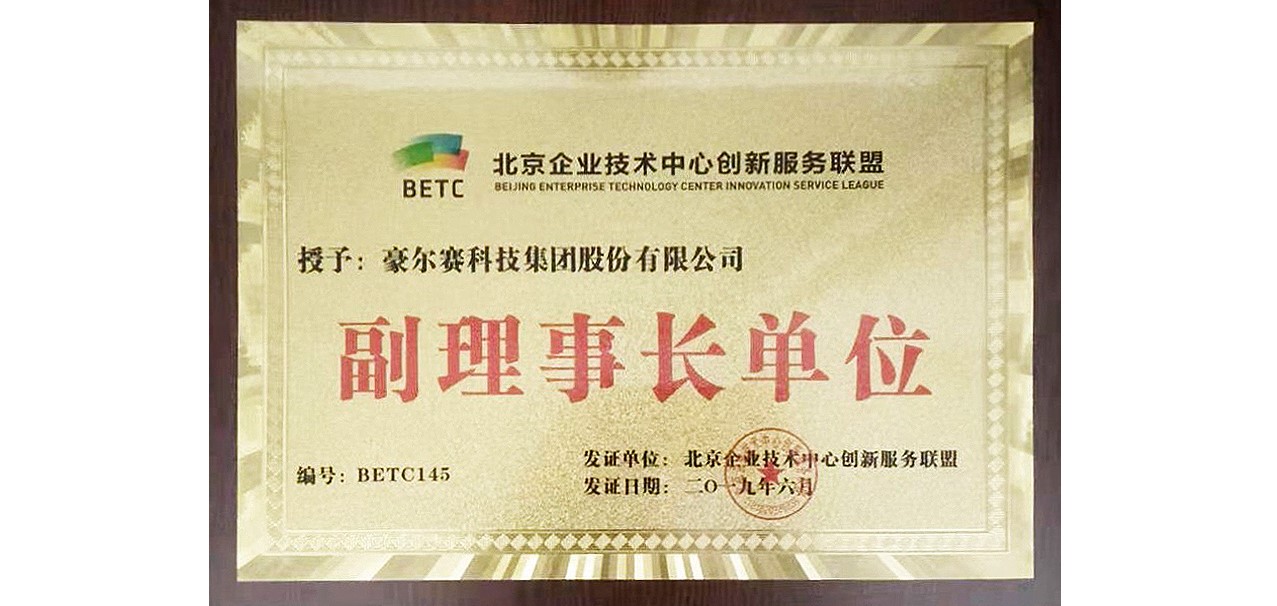 BETC
北京企业技术中心创新服务联盟
BEIJING ENTERPRISE TECHNOLOGY CENTER INNOVATION SERVICE LEAGUE
授予：豪尔赛科技集团股份有限公司
副理事长单位
编号：BETC145
发证单位：北京企业技术中心创新服务联盟
发证日期：二〇一九年六月